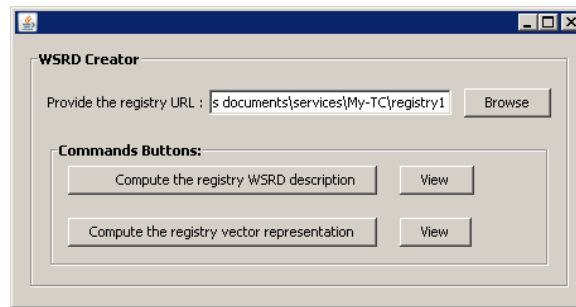 WSRD Creator
Provide the registry URL : s documents\services\My-TC\registry1 Browse
Commands Buttons:
Compute the registry WSRD description View
Compute the registry vector representation View